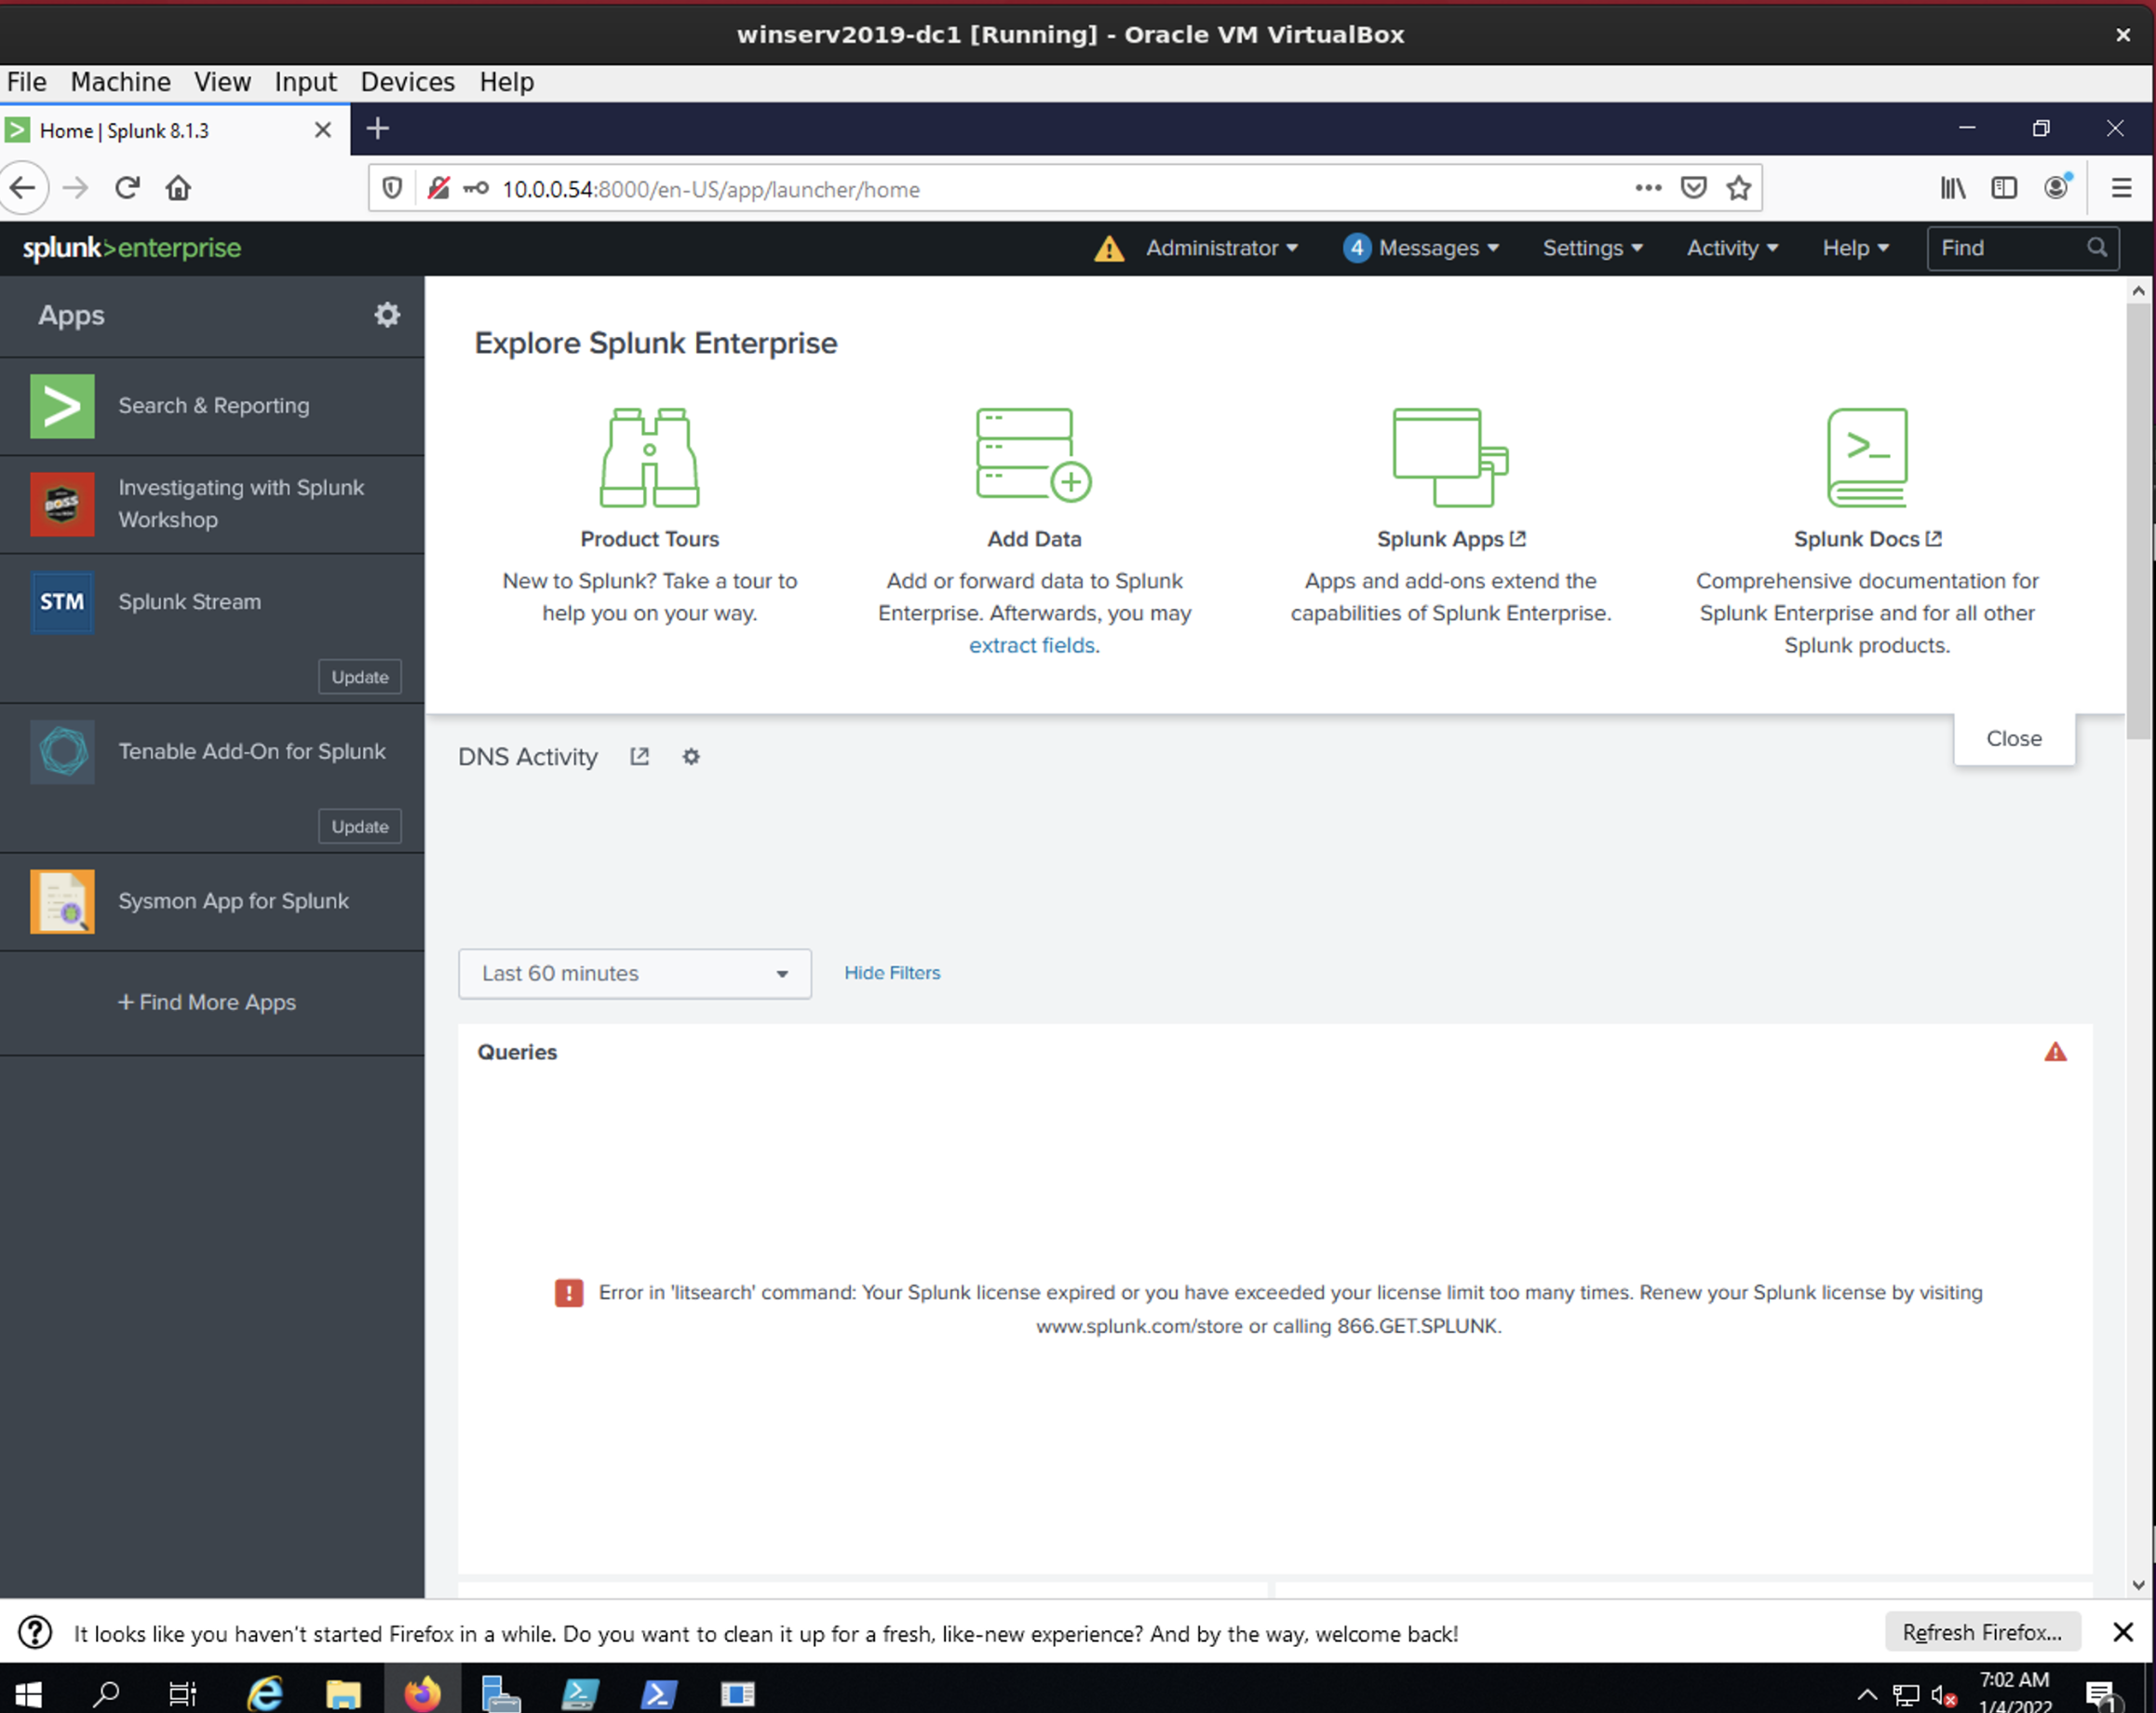 winserv2019-dc1 [Running] - Oracle VM VirtualBox
File Machine View Input Devices Help
Home | Splunk 8.1.3
10.0.0.54:8000/en-US/app/launcher/home
splunk>enterprise
Administrator
4 Messages
Settings
Activity
Help
Find
Apps
Search & Reporting
Investigating with Splunk
Workshop
STM
Splunk Stream
Update
Tenable Add-On for Splunk
Update
Sysmon App for Splunk
+ Find More Apps
Explore Splunk Enterprise
Product Tours
New to Splunk? Take a tour to
help you on your way.
Add Data
Add or forward data to Splunk
Enterprise. Afterwards, you may
extract fields.
Splunk Apps
Apps and add-ons extend the
capabilities of Splunk Enterprise.
Splunk Docs
Comprehensive documentation for
Splunk Enterprise and for all other
Splunk products.
Close
DNS Activity
Last 60 minutes
Hide Filters
Queries
Error in 'litsearch' command: Your Splunk license expired or you have exceeded your license limit too many times. Renew your Splunk license by visiting
www.splunk.com/store or calling 866.GET.SPLUNK.
It looks like you haven't started Firefox in a while. Do you want to clean it up for a fresh, like-new experience? And by the way, welcome back!
Refresh Firefox...
7:02 AM
1/4/2022
1